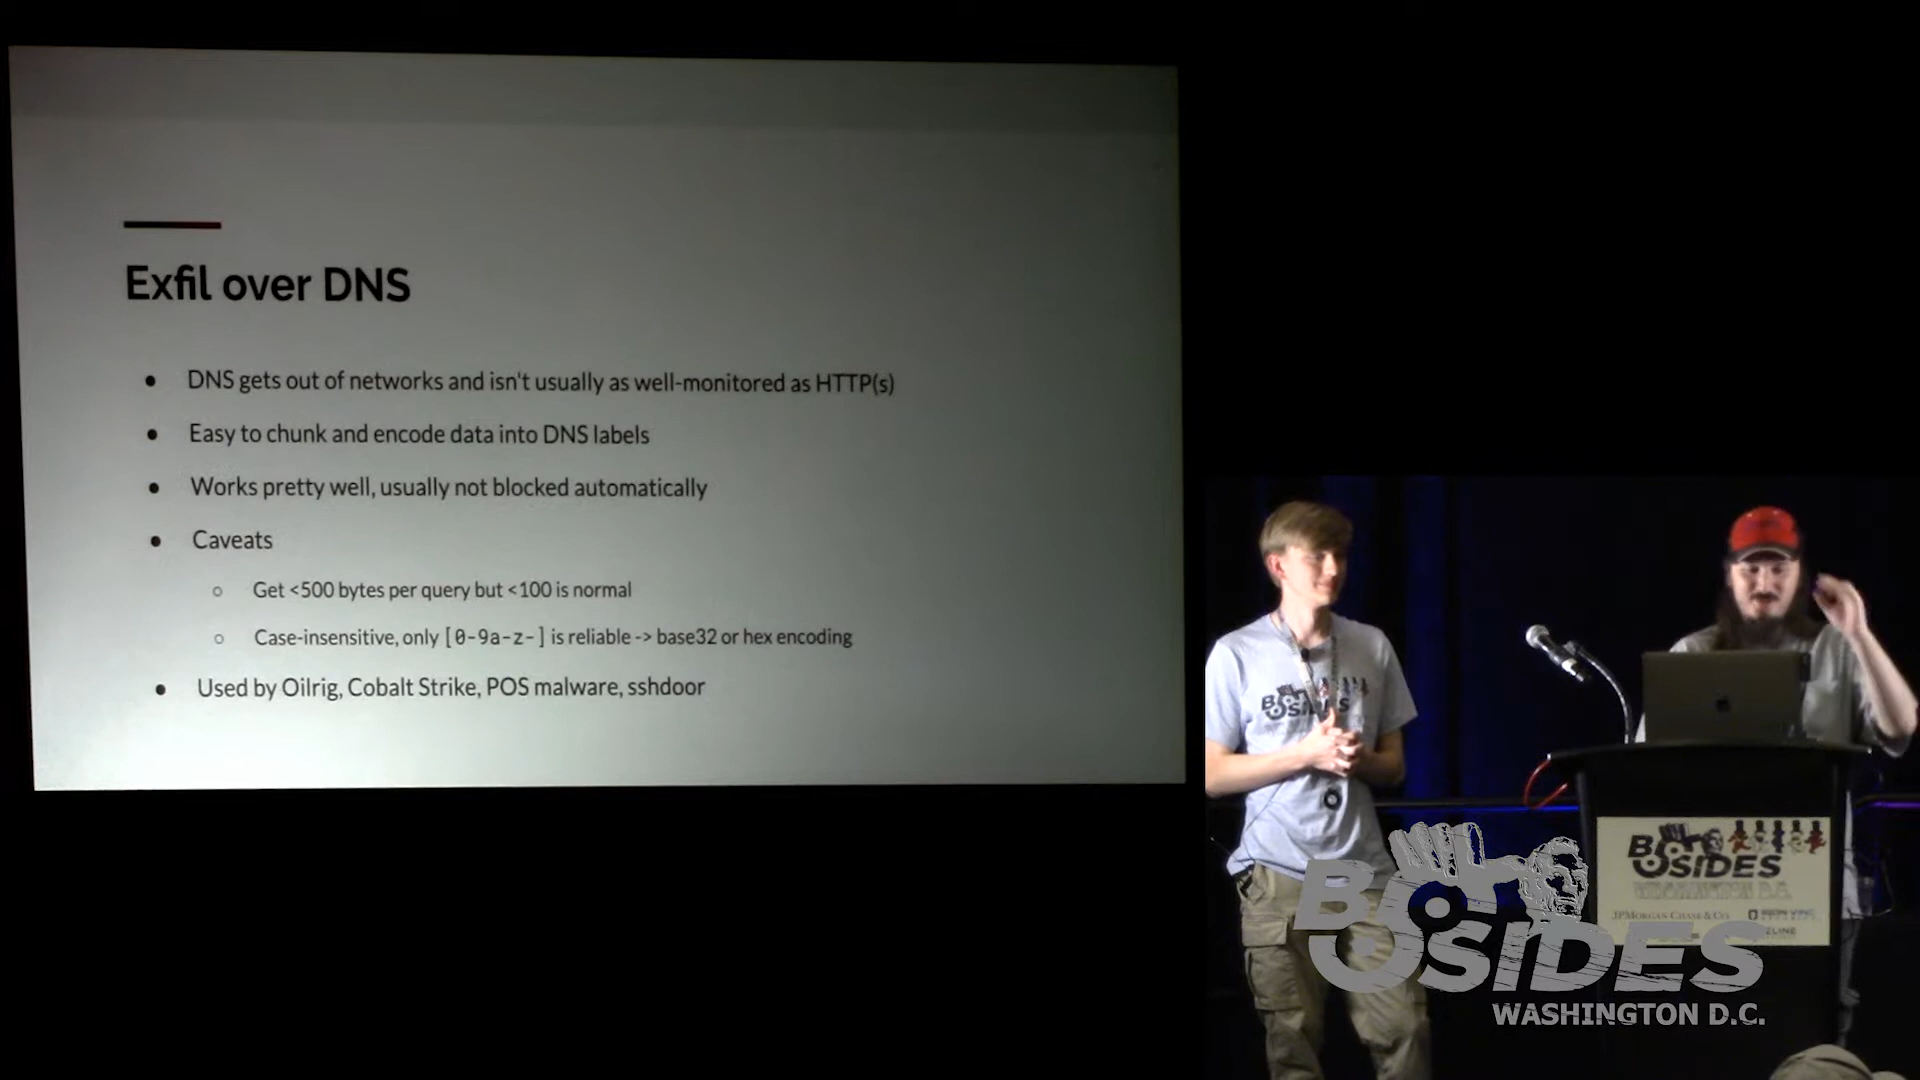 Exfil over DNS
DNS gets out of networks and isn't usually as well-monitored as HTTP(s)
Easy to chunk and encode data into DNS labels
Works pretty well, usually not blocked automatically
Caveats
Get <500 bytes per query but <100 is normal
Case-insensitive, only [0-9a-z-] is reliable -> base32 or hex encoding
Used by Oilrig, Cobalt Strike, POS malware, sshdoor
BSIDES
BSIDES
WASHINGTON D.C.
JPMORGAN CHASE & CO.
BSIDES
WASHINGTON D.C.